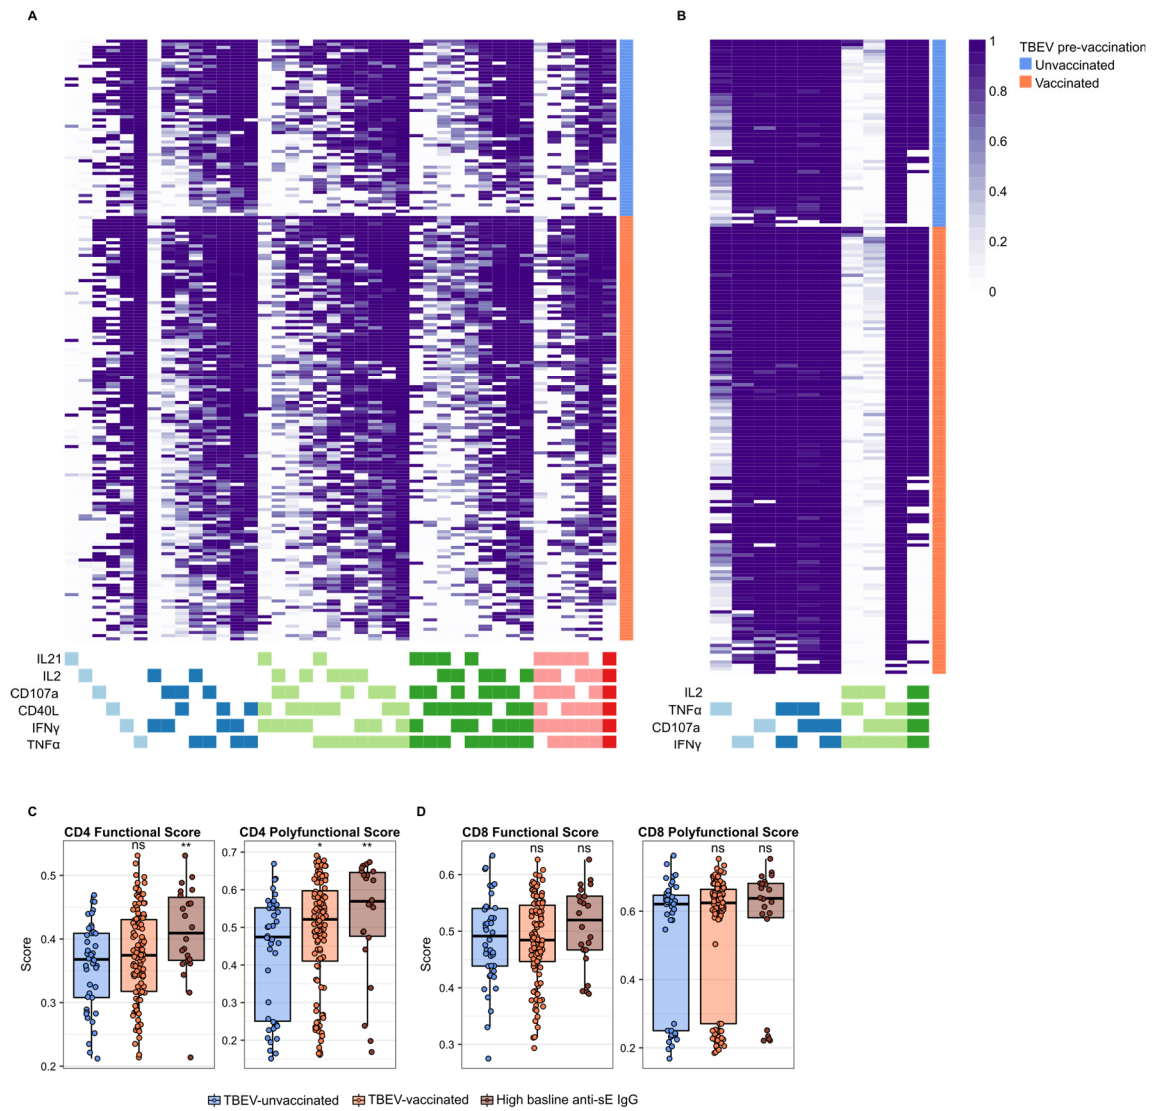 A
B
1
0.8
0.6
0.4
0.2
0
TBEV pre-vaccination
Unvaccinated
Vaccinated
IL21
IL2
CD107a
CD40L
IFNγ
TNFα
IL2
TNFα
CD107a
IFNγ
C
D
CD4 Functional Score
CD4 Polyfunctional Score
CD8 Functional Score
CD8 Polyfunctional Score
ns
**
*
**
ns
ns
ns
ns
Score
0.5
0.4
0.3
0.2
0.7
0.6
0.5
0.4
0.3
0.2
Score
0.6
0.5
0.4
0.3
0.6
0.4
0.2
TBEV-unvaccinated
TBEV-vaccinated
High basline anti-sE IgG